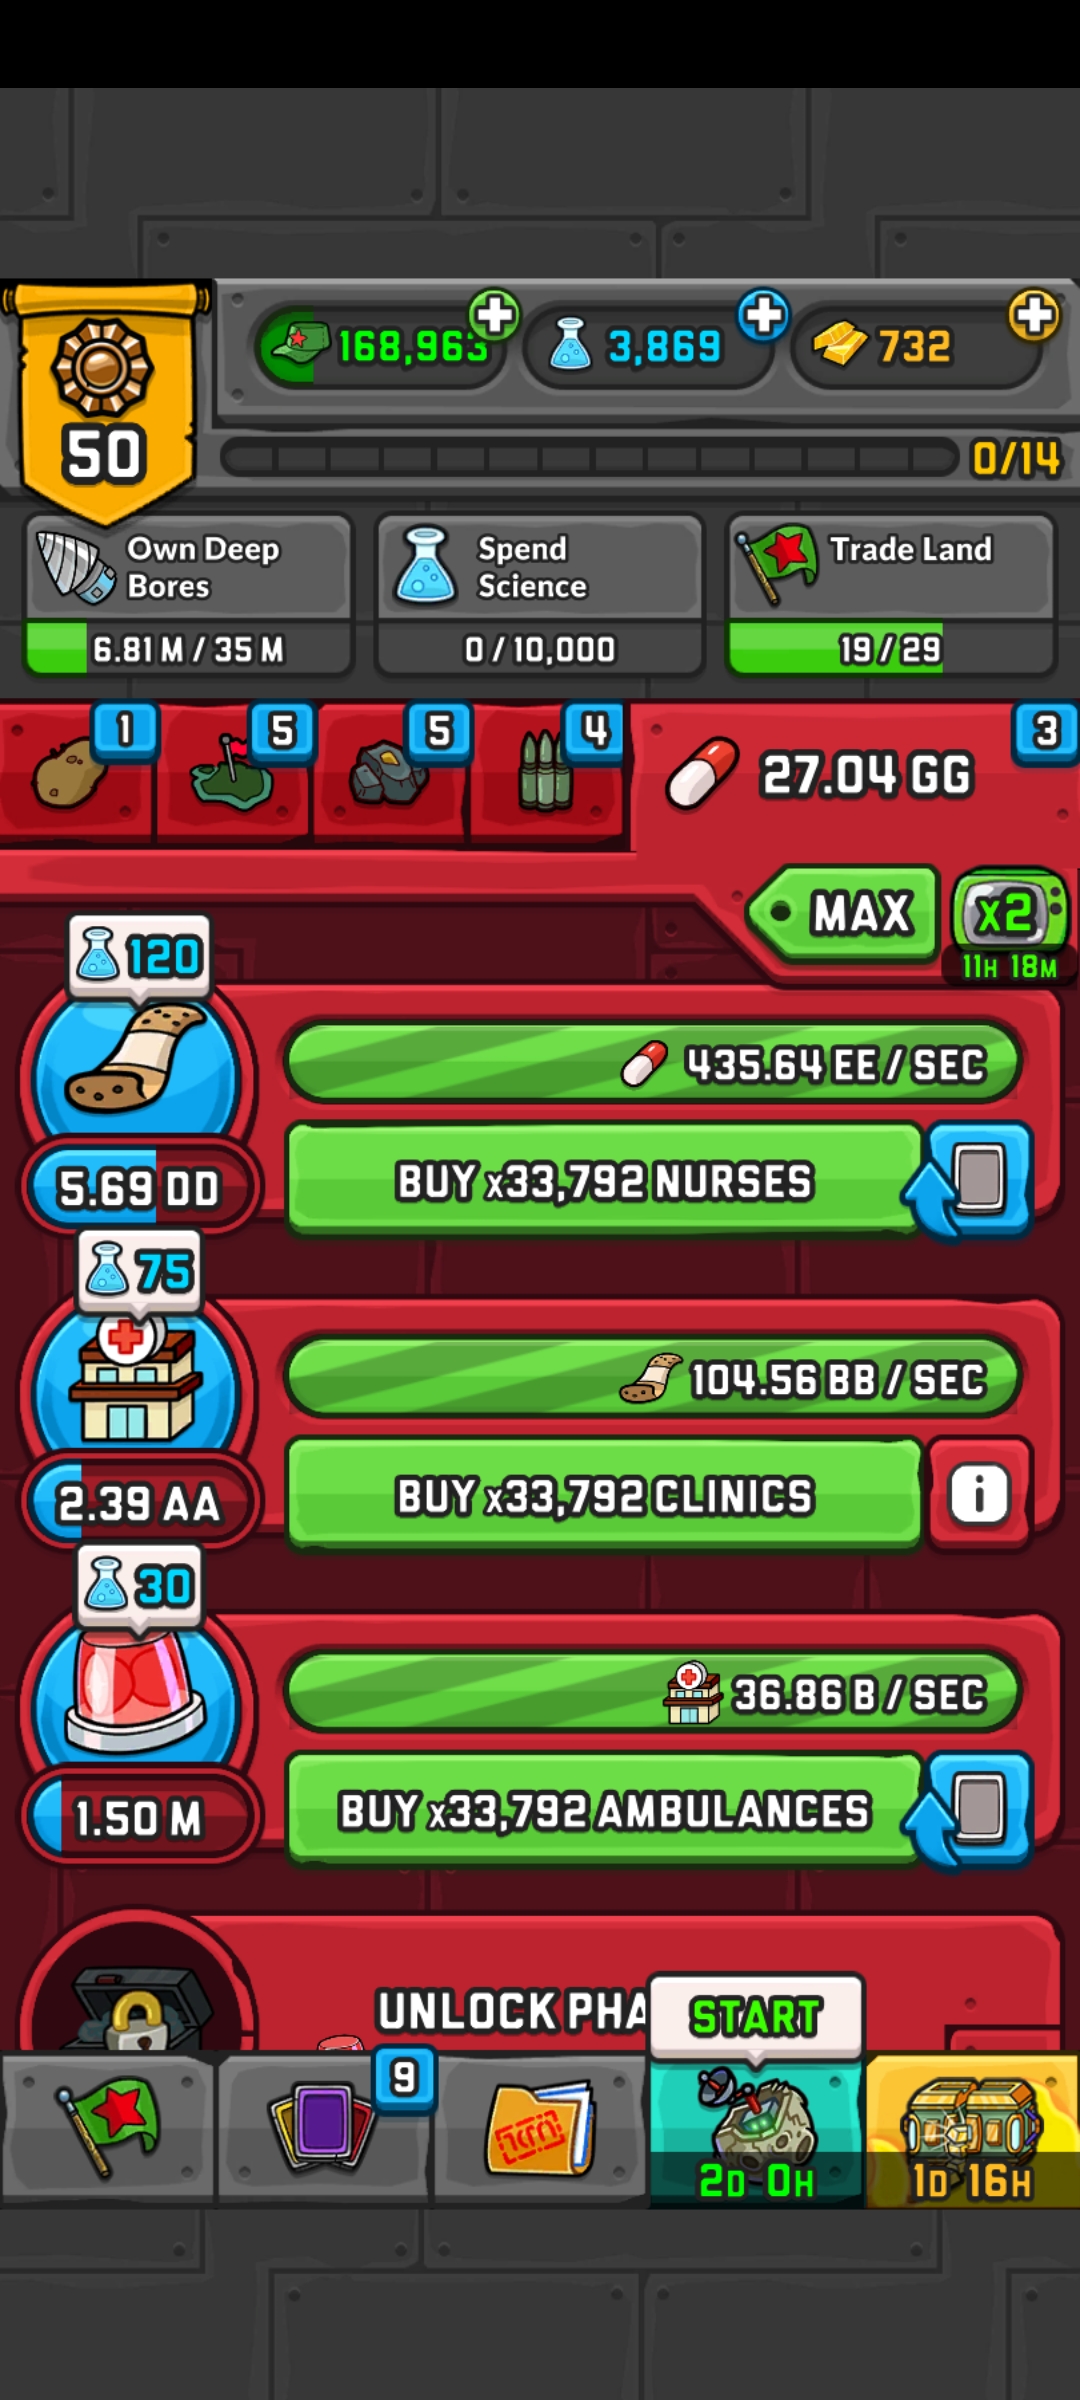 168,963
3,869
732
50
0/14
Own Deep
Bores
6.81 M / 35 M
Spend
Science
0 / 10,000
Trade Land
19 / 29
1
5
5
4
3
27.04 GG
MAX
x2
11H 18M
120
435.64 EE / SEC
BUY x33,792 NURSES
5.69 DD
75
104.56 BB / SEC
BUY x33,792 CLINICS
i
2.39 AA
30
36.86 B / SEC
BUY x33,792 AMBULANCES
1.50 M
UNLOCK PHA
START
9
2D 0H
1D 16H